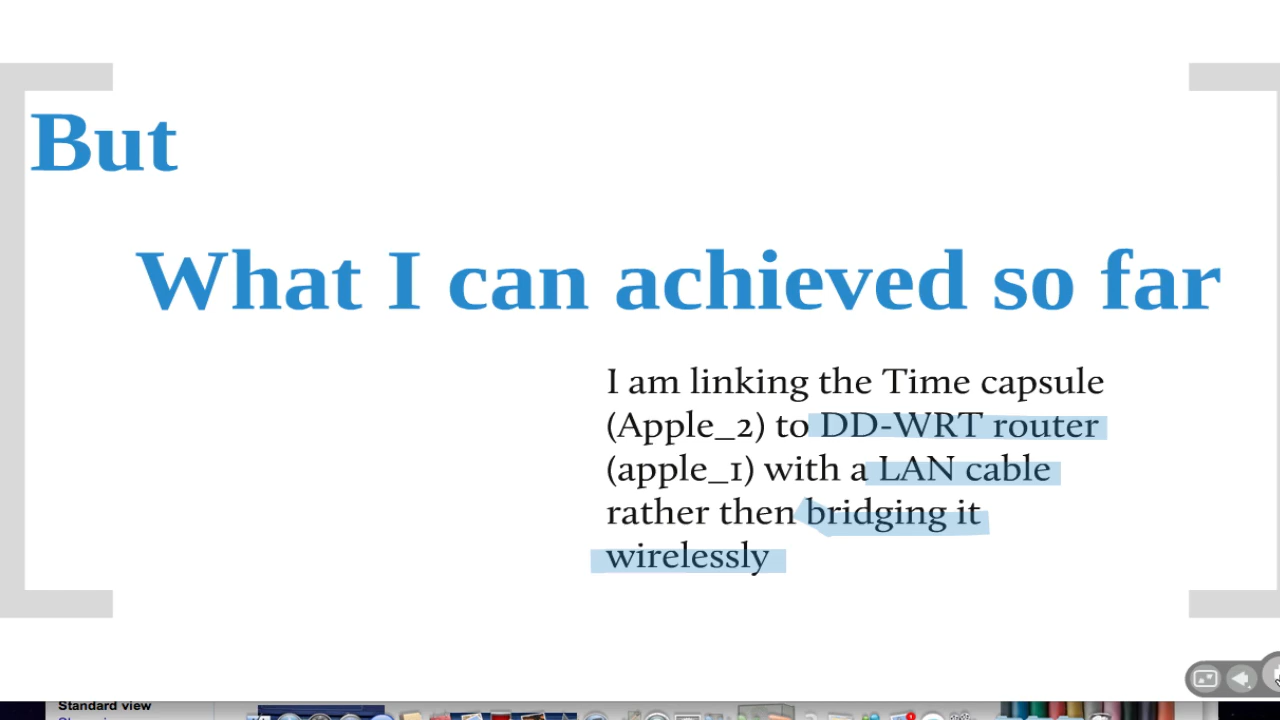 But
What I can achieved so far
I am linking the Time capsule
(Apple_2) to DD-WRT router
(apple_1) with a LAN cable
rather then bridging it
wirelessly
Standard view